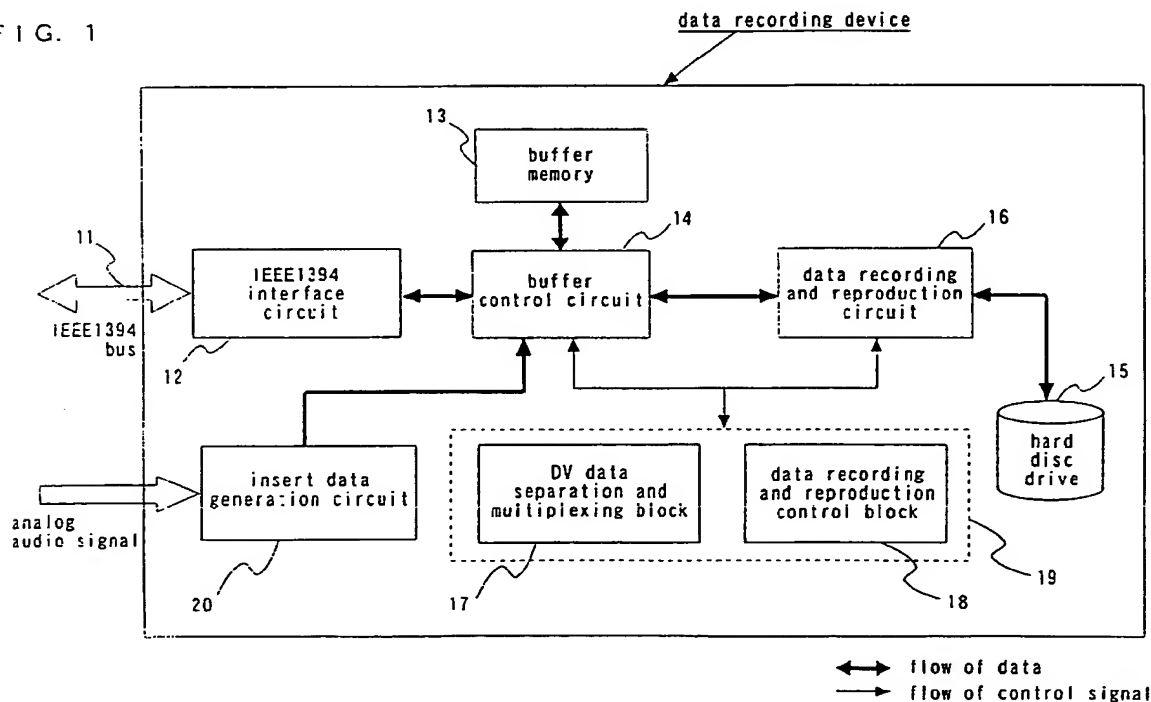 FIG. 1
data recording device
13
buffer
memory
14
16
11
IEEE1394
interface
circuit
buffer
control circuit
data recording
and reproduction
circuit
IEEE1394
bus
12
15
hard
disc
drive
insert data
generation circuit
DV data
separation and
multiplexing block
data recording
and reproduction
control block
analog
audio signal
20
17
18
19
flow of data
flow of control signal